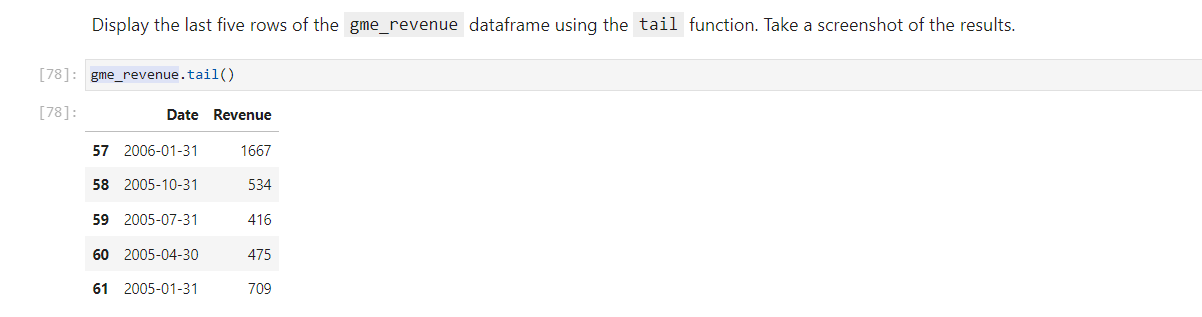 Display the last five rows of the gme_revenue dataframe using the tail function. Take a screenshot of the results.
[78]: gme_revenue.tail()
[78]:
Date Revenue
57 2006-01-31 1667
58 2005-10-31 534
59 2005-07-31 416
60 2005-04-30 475
61 2005-01-31 709